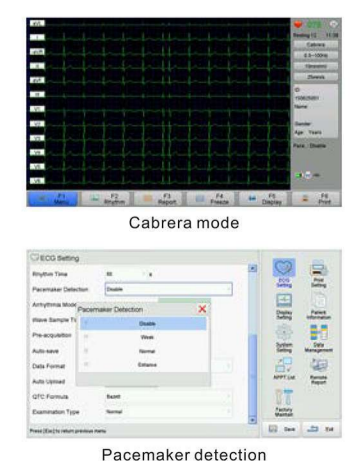 aVL
I
-aVR
II
aVF
III
V1
V2
V3
V4
V5
V6
Cabrera
0.5~100Hz
10mm/mV
25mm/s
ID
Name:
Gender:
Age: Years
Pace.: Disable
F1 F2 F3 F4 F5 F6
Menu Rhythm Report Freeze Display Print
Cabrera mode
ECG Setting
Rhythm Time 60 s
Pacemaker Detection Disable
Arrhythmia Mode
Pacemaker Detection X
Wave Sample
Disable
Pre-acquisition
Weak
Auto-save
Normal
Data Format
Enhance
Auto Upload
QTC Formula Bazett
Examination Type Normal
Press [Esc] to return previous menu
ECG Setting
Print Setting
Display Setting
Patient Information
System Setting
Data Management
APPT List
Remote Report
Factory Maintain
Save Exit
Pacemaker detection